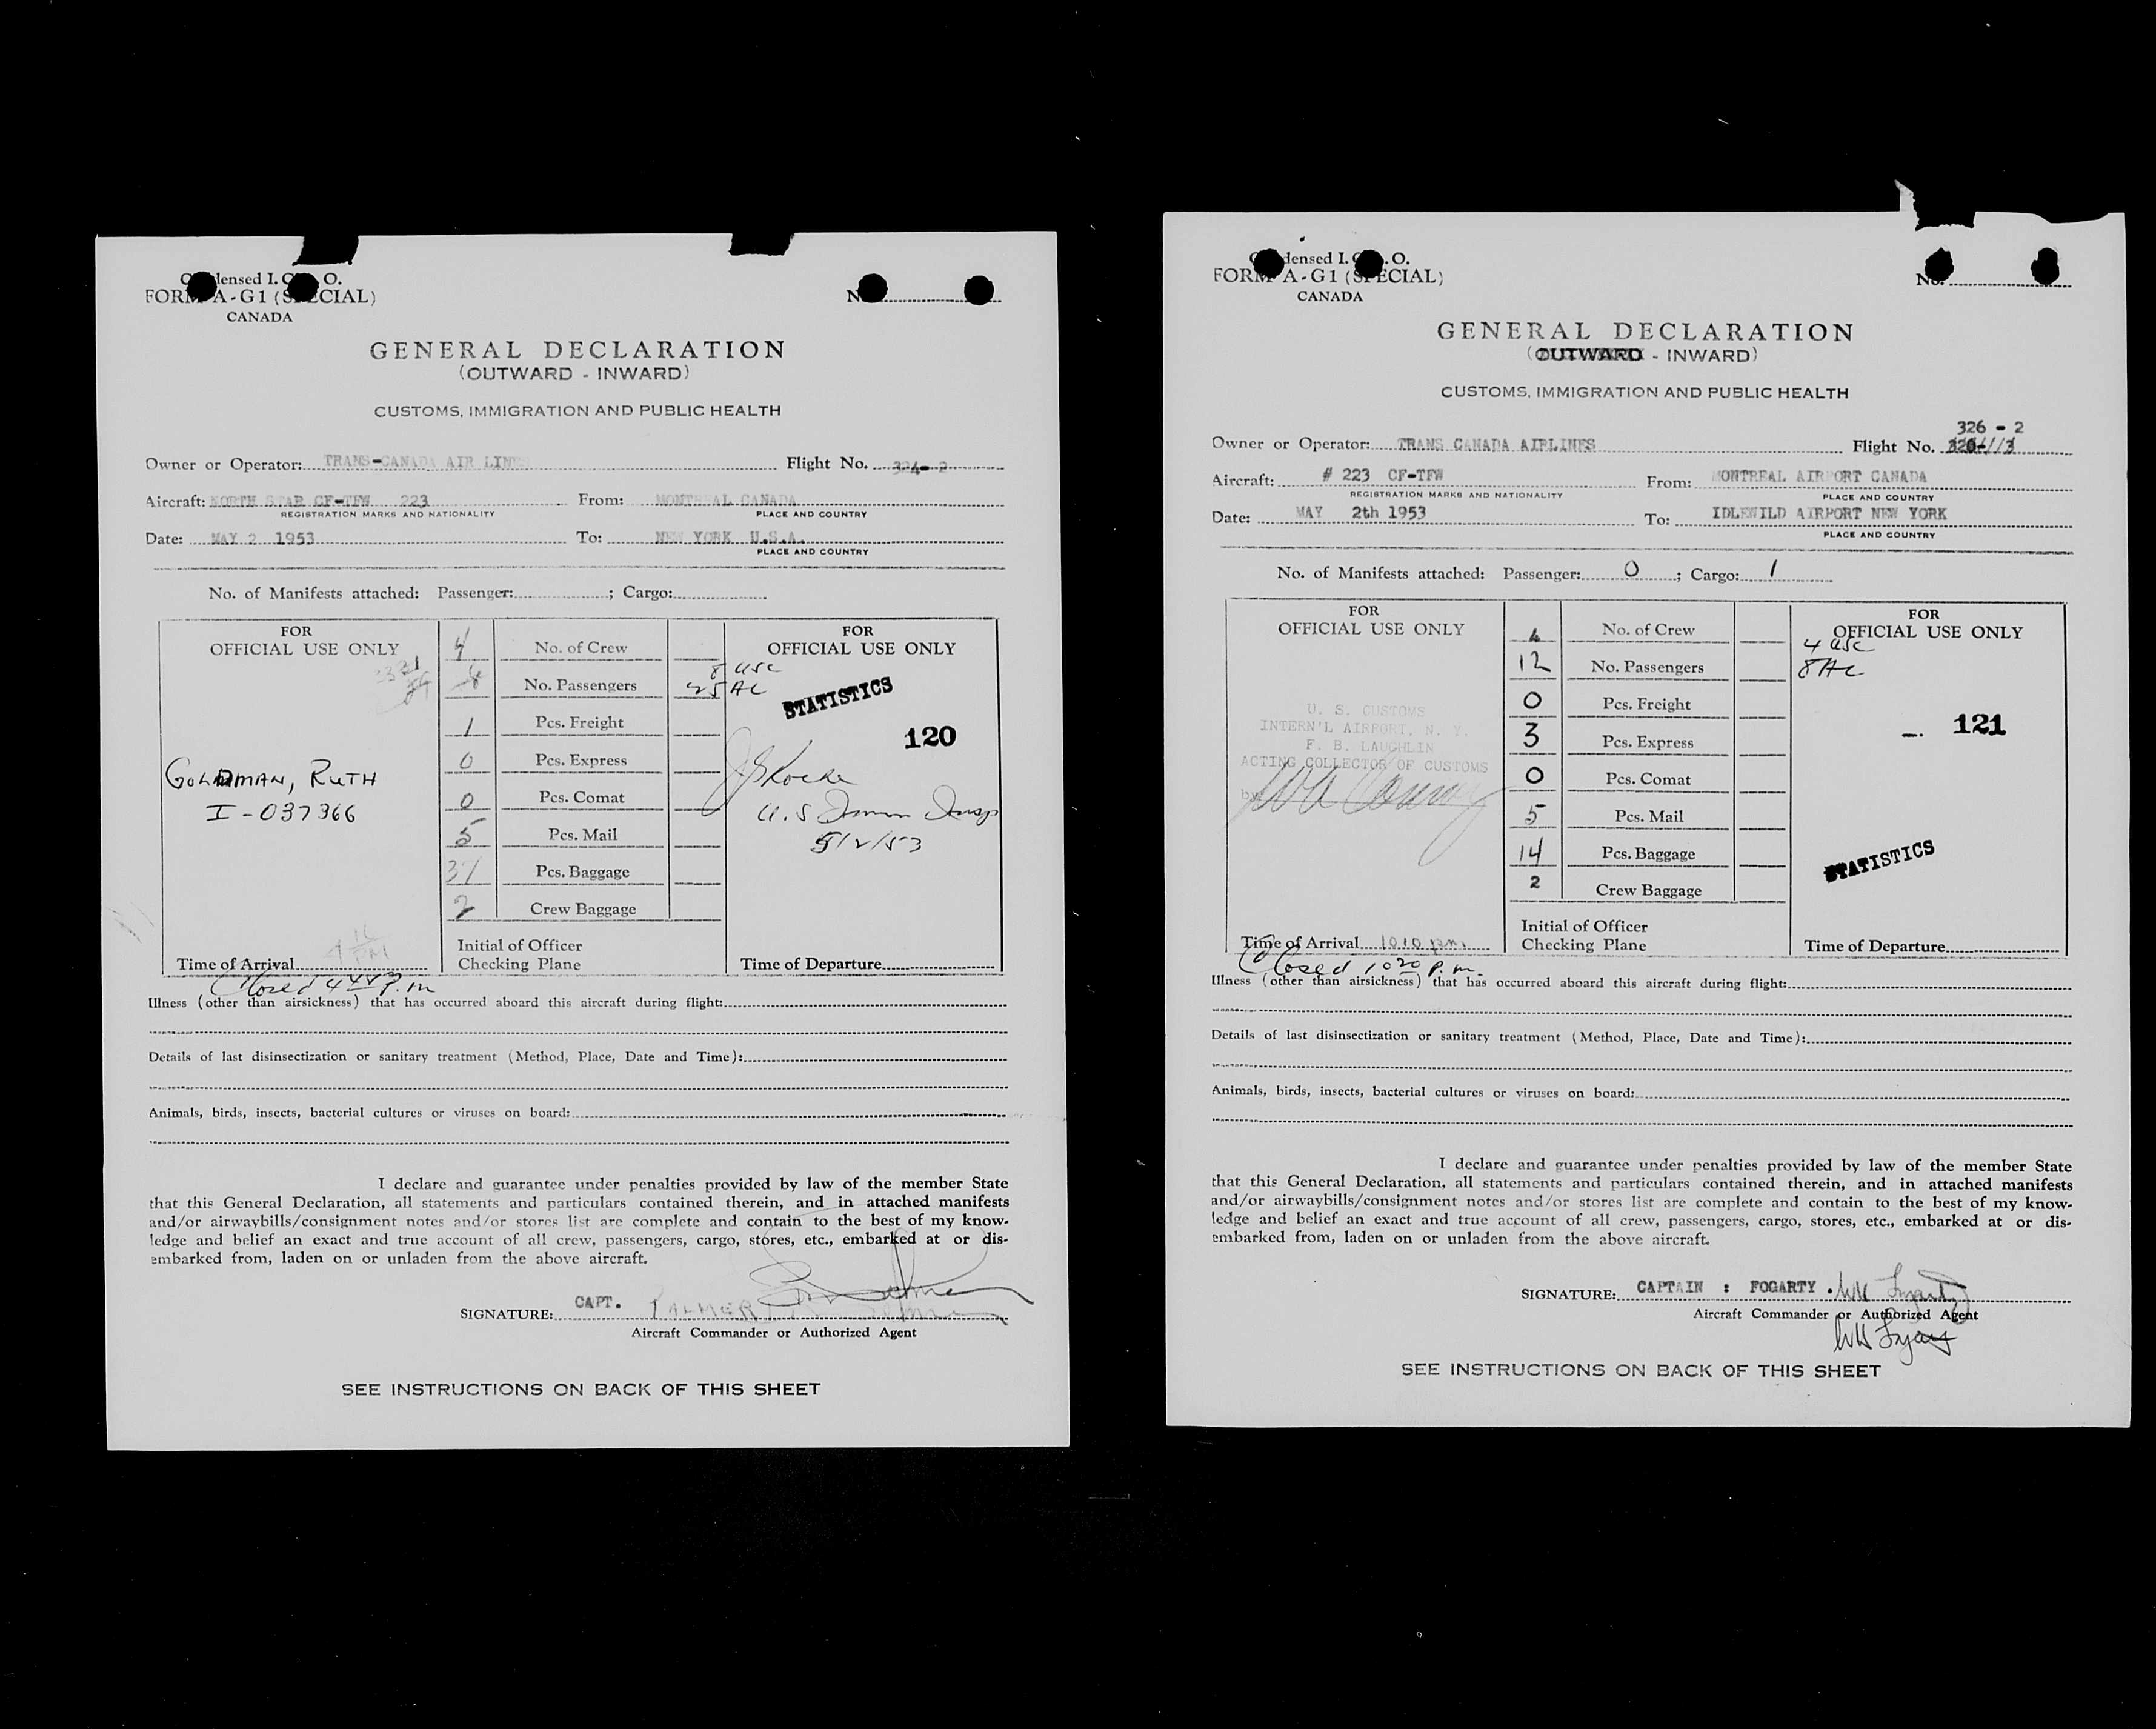 Condensed I. C. A. O.
FORM A-G1 (SPECIAL)
CANADA
No.
GENERAL DECLARATION
(OUTWARD - INWARD)
CUSTOMS, IMMIGRATION AND PUBLIC HEALTH
Owner or Operator: TRANS-CANADA AIR LINES Flight No. 324-2
Aircraft: NORTH STAR CF-TFW 223 From: MONTREAL CANADA
REGISTRATION MARKS AND NATIONALITY PLACE AND COUNTRY
Date: MAY 2 1953 To: NEW YORK U.S.A.
PLACE AND COUNTRY
No. of Manifests attached: Passenger: ; Cargo:
FOR
OFFICIAL USE ONLY
GOLDMAN, RUTH
I-037366
Time of Arrival 4 PM
Closed 4 P.m
4 No. of Crew
No. Passengers
1 Pcs. Freight
0 Pcs. Express
0 Pcs. Comat
5 Pcs. Mail
37 Pcs. Baggage
2 Crew Baggage
Initial of Officer
Checking Plane
FOR
OFFICIAL USE ONLY
8 USC
25 AC
STATISTICS
120
U.S Immn Insp
5/2/53
Time of Departure
Illness (other than airsickness) that has occurred aboard this aircraft during flight:
Details of last disinsectization or sanitary treatment (Method, Place, Date and Time):
Animals, birds, insects, bacterial cultures or viruses on board:
I declare and guarantee under penalties provided by law of the member State
that this General Declaration, all statements and particulars contained therein, and in attached manifests
and/or airwaybills/consignment notes and/or stores list are complete and contain to the best of my know-
ledge and belief an exact and true account of all crew, passengers, cargo, stores, etc., embarked at or dis-
embarked from, laden on or unladen from the above aircraft.
SIGNATURE: CAPT. PALMER
Aircraft Commander or Authorized Agent
SEE INSTRUCTIONS ON BACK OF THIS SHEET
Condensed I. C. A. O.
FORM A-G1 (SPECIAL)
CANADA
No.
GENERAL DECLARATION
(OUTWARD - INWARD)
CUSTOMS, IMMIGRATION AND PUBLIC HEALTH
326 - 2
Owner or Operator: TRANS CANADA AIRLINES Flight No.
Aircraft: # 223 CF-TFW From: MONTREAL AIRPORT CANADA
REGISTRATION MARKS AND NATIONALITY PLACE AND COUNTRY
Date: MAY 2th 1953 To: IDLEWILD AIRPORT NEW YORK
PLACE AND COUNTRY
No. of Manifests attached: Passenger: 0 ; Cargo: 1
FOR
OFFICIAL USE ONLY
U. S. CUSTOMS
INTERN'L AIRPORT, N. Y.
F. B. LAUGHLIN
ACTING COLLECTOR OF CUSTOMS
by
Time of Arrival 1010 p.m.
Closed 10 20 P.m.
4 No. of Crew
12 No. Passengers
0 Pcs. Freight
3 Pcs. Express
0 Pcs. Comat
5 Pcs. Mail
14 Pcs. Baggage
2 Crew Baggage
Initial of Officer
Checking Plane
FOR
OFFICIAL USE ONLY
4 USC
8 AC
121
STATISTICS
Time of Departure
Illness (other than airsickness) that has occurred aboard this aircraft during flight:
Details of last disinsectization or sanitary treatment (Method, Place, Date and Time):
Animals, birds, insects, bacterial cultures or viruses on board:
I declare and guarantee under penalties provided by law of the member State
that this General Declaration, all statements and particulars contained therein, and in attached manifests
and/or airwaybills/consignment notes and/or stores list are complete and contain to the best of my know-
ledge and belief an exact and true account of all crew, passengers, cargo, stores, etc., embarked at or dis-
embarked from, laden on or unladen from the above aircraft.
SIGNATURE: CAPTAIN : FOGARTY . WH Fogarty
Aircraft Commander or Authorized Agent
WH Fogarty
SEE INSTRUCTIONS ON BACK OF THIS SHEET